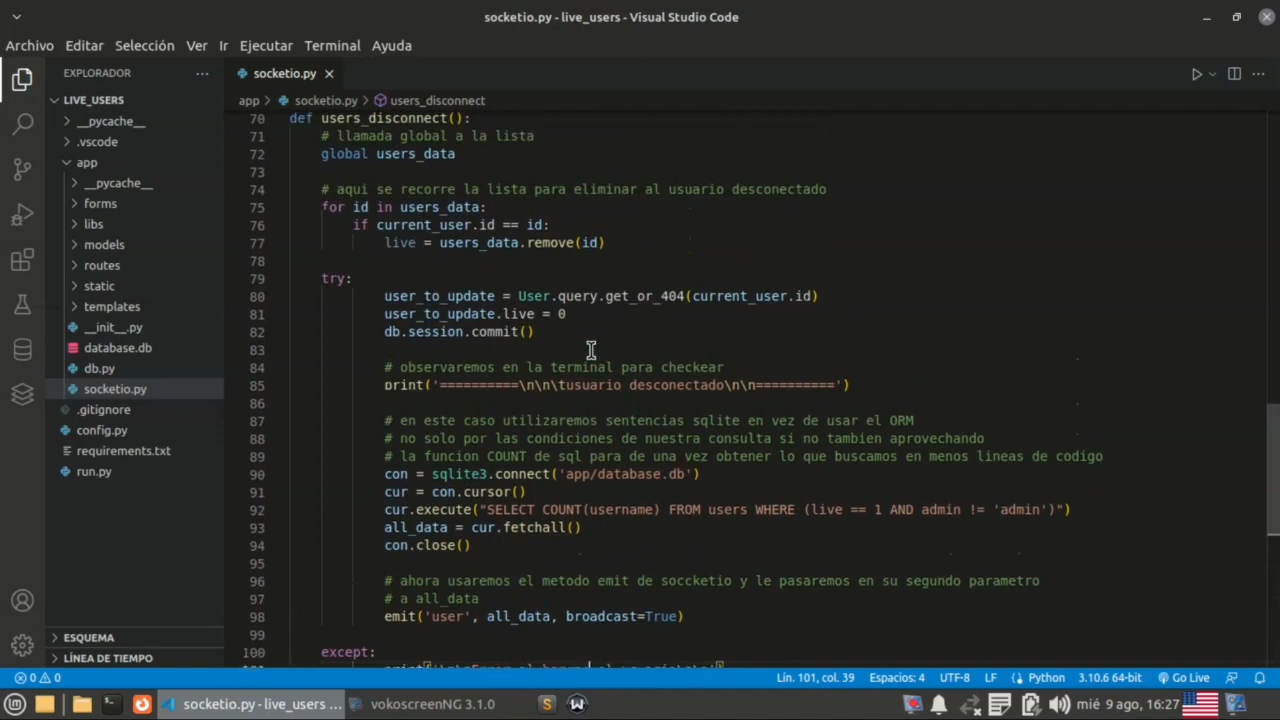 socketio.py - live_users - Visual Studio Code
Archivo Editar Selección Ver Ir Ejecutar Terminal Ayuda
EXPLORADOR
socketio.py
LIVE_USERS
app > socketio.py > users_disconnect
__pycache__
.vscode
app
__pycache__
forms
libs
models
routes
static
templates
__init__.py
database.db
db.py
socketio.py
.gitignore
config.py
requirements.txt
run.py
ESQUEMA
LÍNEA DE TIEMPO
70 def users_disconnect():
71 # llamada global a la lista
72 global users_data
73
74 # aqui se recorre la lista para eliminar al usuario desconectado
75 for id in users_data:
76 if current_user.id == id:
77 live = users_data.remove(id)
78
79 try:
80 user_to_update = User.query.get_or_404(current_user.id)
81 user_to_update.live = 0
82 db.session.commit()
83
84 # observaremos en la terminal para checkear
85 print('==========\n\n\tusuario desconectado\n\n==========')
86
87 # en este caso utilizaremos sentencias sqlite en vez de usar el ORM
88 # no solo por las condiciones de nuestra consulta si no tambien aprovechando
89 # la funcion COUNT de sql para de una vez obtener lo que buscamos en menos lineas de codigo
90 con = sqlite3.connect('app/database.db')
91 cur = con.cursor()
92 cur.execute("SELECT COUNT(username) FROM users WHERE (live == 1 AND admin != 'admin')")
93 all_data = cur.fetchall()
94 con.close()
95
96 # ahora usaremos el metodo emit de soccketio y le pasaremos en su segundo parametro
97 # a all_data
98 emit('user', all_data, broadcast=True)
99
100 except:
0 0 Lín. 101, col. 39 Espacios: 4 UTF-8 LF Python 3.10.6 64-bit Go Live
socketio.py - live_users ... vokoscreenNG 3.1.0 mié 9 ago, 16:27